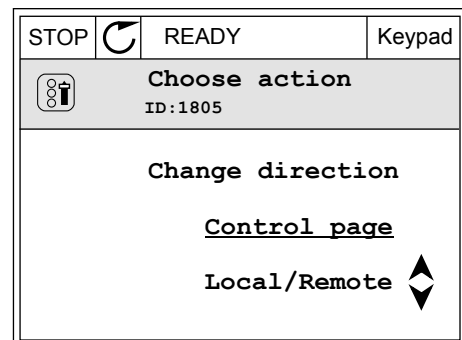 STOP READY Keypad
Choose action
ID:1805
Change direction
Control page
Local/Remote